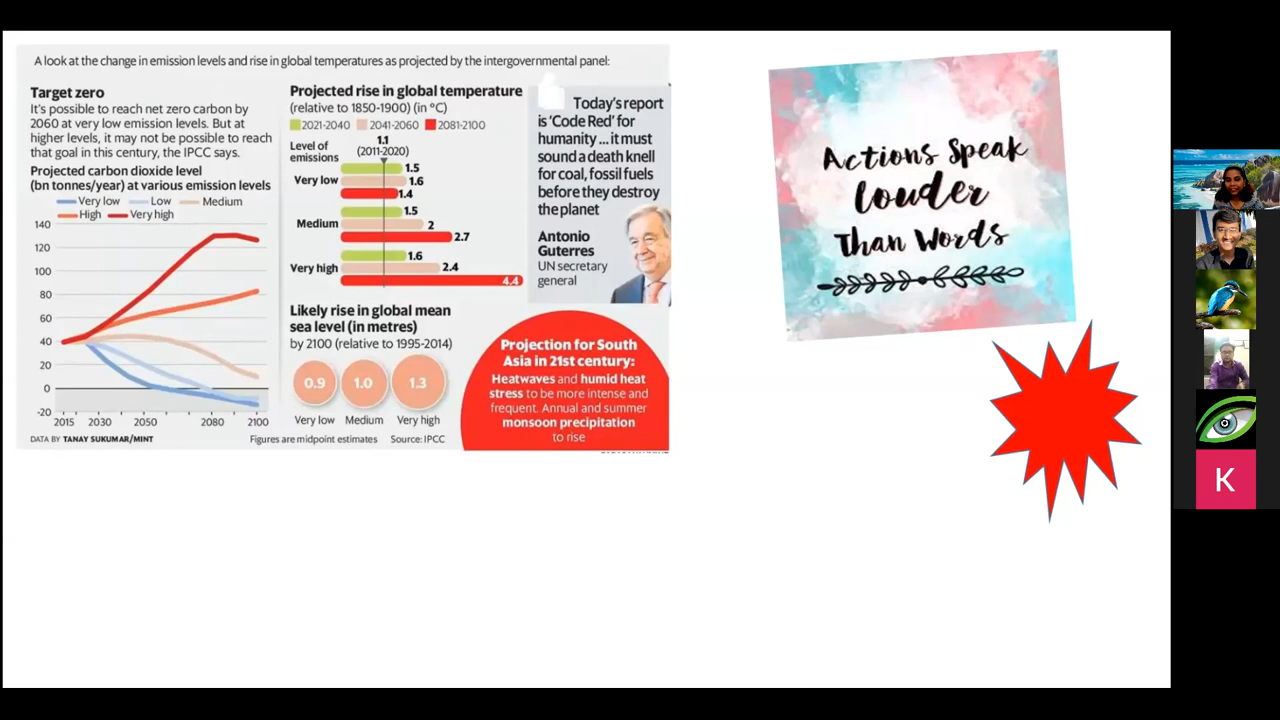 A look at the change in emission levels and rise in global temperatures as projected by the intergovernmental panel:
Target zero
It's possible to reach net zero carbon by
2060 at very low emission levels. But at
higher levels, it may not be possible to reach
that goal in this century, the IPCC says.
Projected carbon dioxide level
(bn tonnes/year) at various emission levels
Very low Low Medium
High Very high
140
120
100
80
60
40
20
0
-20
2015 2030 2050 2080 2100
DATA BY TANAY SUKUMAR/MINT
Projected rise in global temperature
(relative to 1850-1900) (in °C)
2021-2040 2041-2060 2081-2100
Level of
emissions
1.1
(2011-2020)
Very low
1.5
1.6
1.4
Medium
1.5
2
2.7
Very high
1.6
2.4
4.4
Likely rise in global mean
sea level (in metres)
by 2100 (relative to 1995-2014)
0.9 1.0 1.3
Very low Medium Very high
Figures are midpoint estimates Source: IPCC
Today's report
is 'Code Red' for
humanity ... it must
sound a death knell
for coal, fossil fuels
before they destroy
the planet
Antonio
Guterres
UN secretary
general
Projection for South
Asia in 21st century:
Heatwaves and humid heat
stress to be more intense and
frequent. Annual and summer
monsoon precipitation
to rise
Actions Speak
Louder
Than Words
K